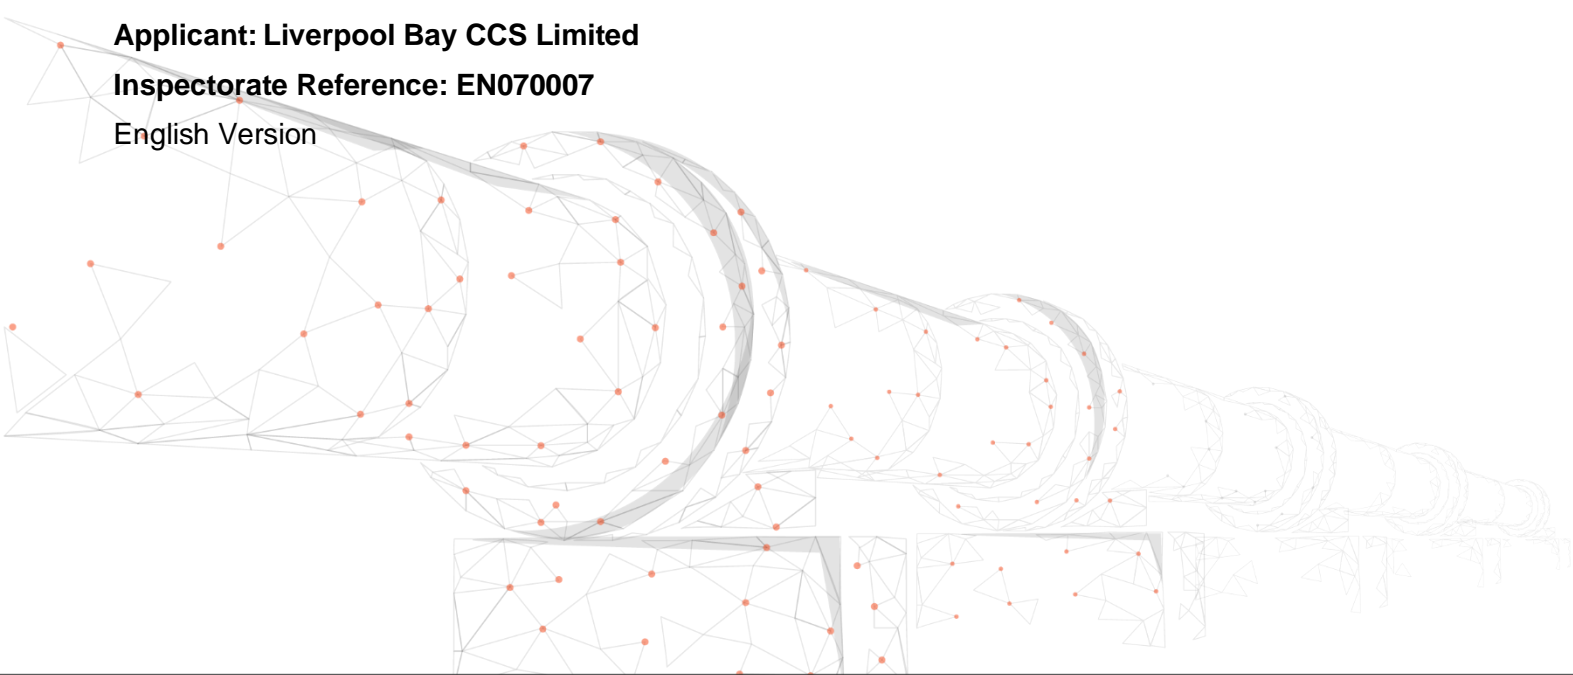 Applicant: Liverpool Bay CCS Limited
Inspectorate Reference: EN070007
English Version